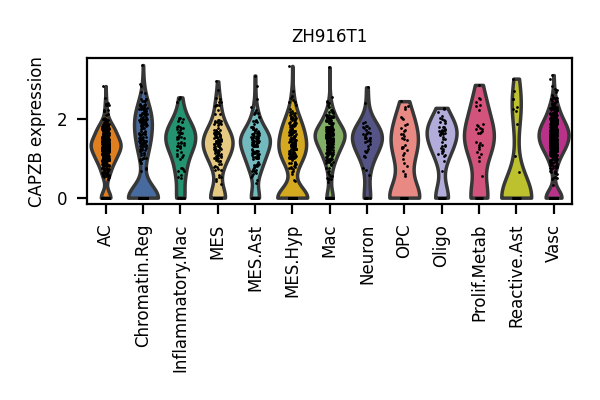 ZH916T1
CAPZB expression
2
0
AC
Chromatin.Reg
Inflammatory.Mac
MES
MES.Ast
MES.Hyp
Mac
Neuron
OPC
Oligo
Prolif.Metab
Reactive.Ast
Vasc